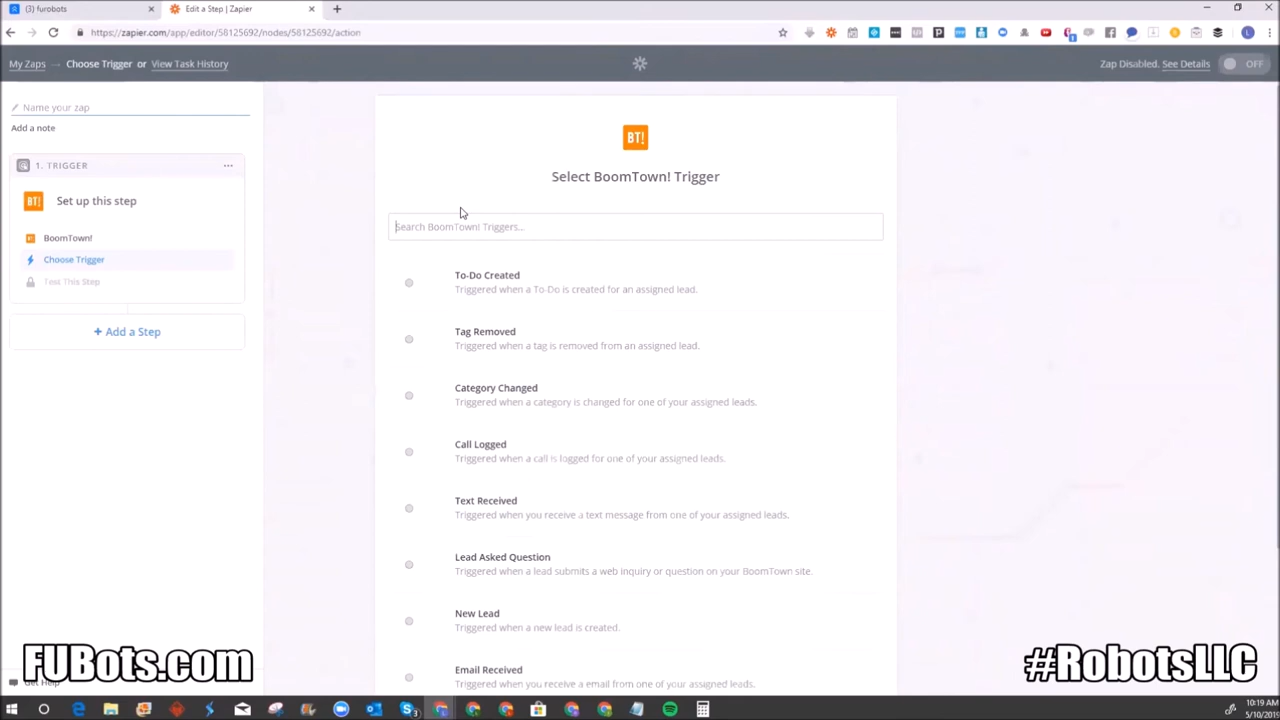 (3) furobots
Edit a Step | Zapier
https://zapier.com/app/editor/58125692/nodes/58125692/action
My Zaps → Choose Trigger or View Task History
Zap Disabled. See Details OFF
Name your zap
Add a note
1. TRIGGER
BT!
Set up this step
BoomTown!
Choose Trigger
Test This Step
+ Add a Step
BT!
Select BoomTown! Trigger
Search BoomTown! Triggers...
To-Do Created
Triggered when a To-Do is created for an assigned lead.
Tag Removed
Triggered when a tag is removed from an assigned lead.
Category Changed
Triggered when a category is changed for one of your assigned leads.
Call Logged
Triggered when a call is logged for one of your assigned leads.
Text Received
Triggered when you receive a text message from one of your assigned leads.
Lead Asked Question
Triggered when a lead submits a web inquiry or question on your BoomTown site.
New Lead
Triggered when a new lead is created.
Email Received
Triggered when you receive a email from one of your assigned leads.
FUBots.com
#RobotsLLC
Get Help
10:19 AM
5/10/2019